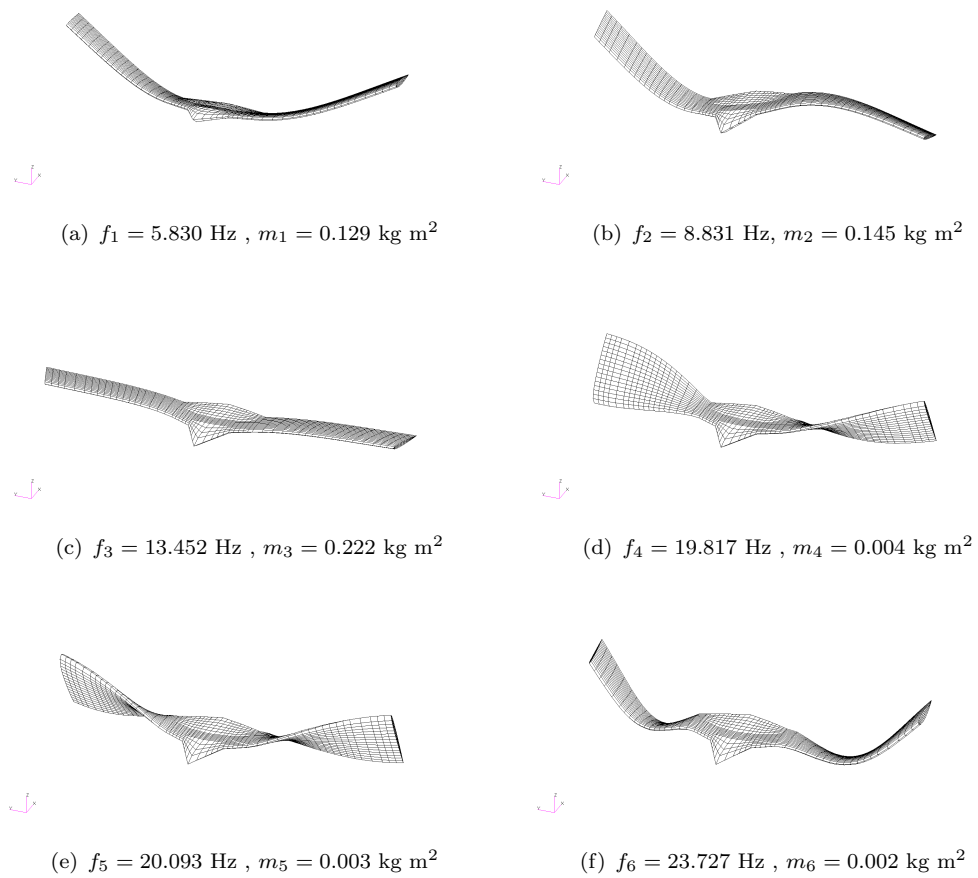 (a) f₁ = 5.830 Hz , m₁ = 0.129 kg m²
(b) f₂ = 8.831 Hz, m₂ = 0.145 kg m²
(c) f₃ = 13.452 Hz , m₃ = 0.222 kg m²
(d) f₄ = 19.817 Hz , m₄ = 0.004 kg m²
(e) f₅ = 20.093 Hz , m₅ = 0.003 kg m²
(f) f₆ = 23.727 Hz , m₆ = 0.002 kg m²